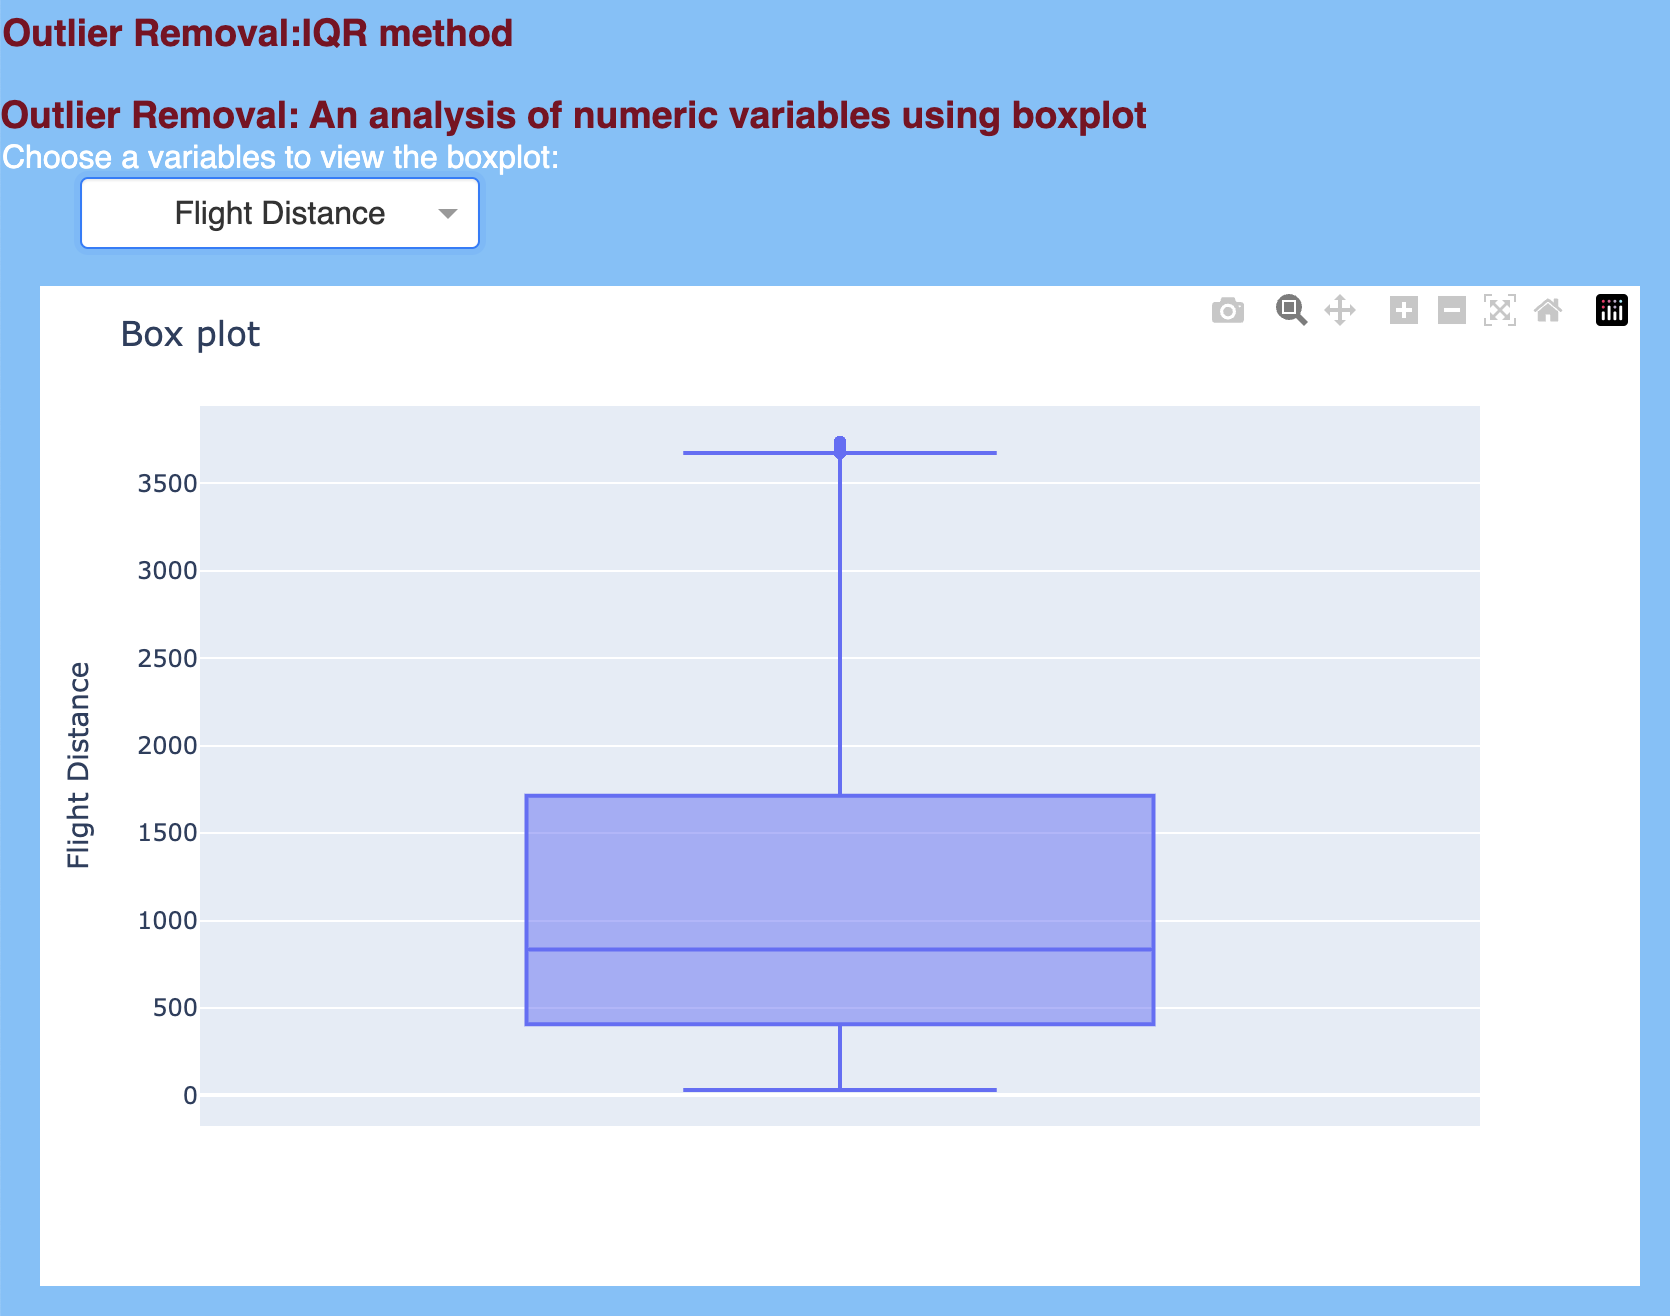 Outlier Removal:IQR method
Outlier Removal: An analysis of numeric variables using boxplot
Choose a variables to view the boxplot:
Flight Distance
Box plot
3500
3000
2500
2000
1500
1000
500
0
Flight Distance